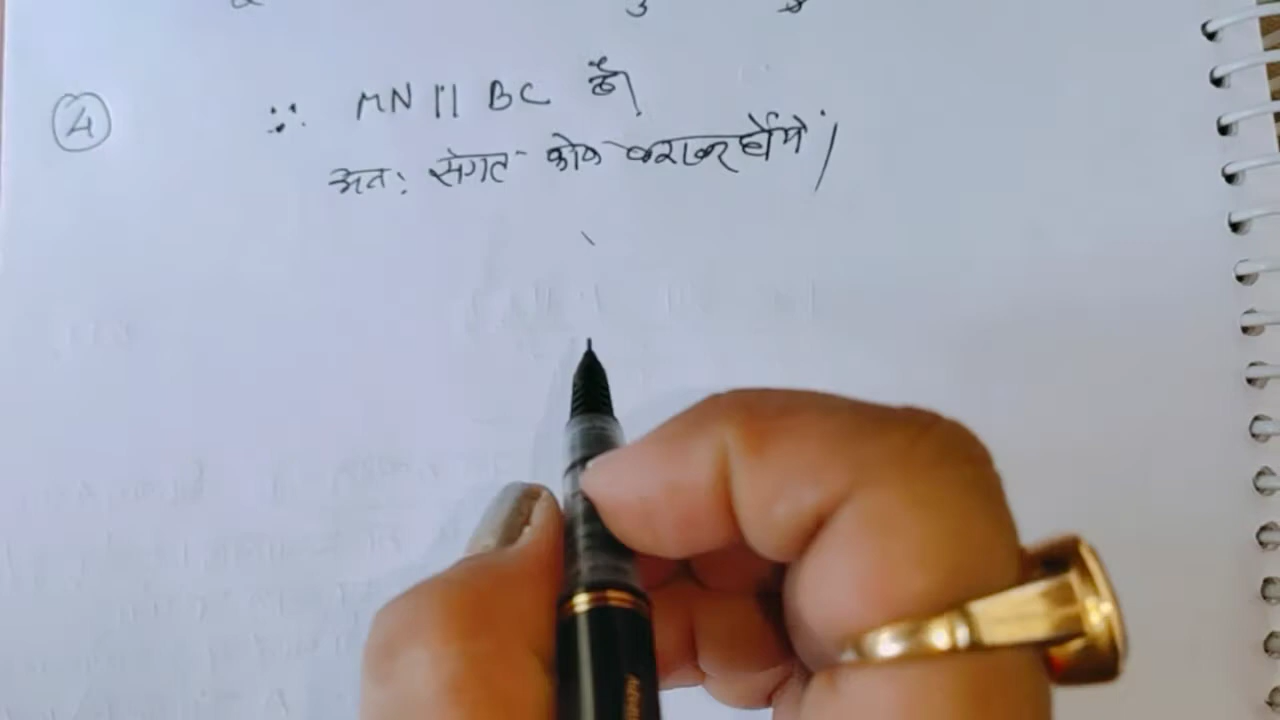 ④ ∵ MN || BC है।
अतः संगत कोण बराबर होंगे।